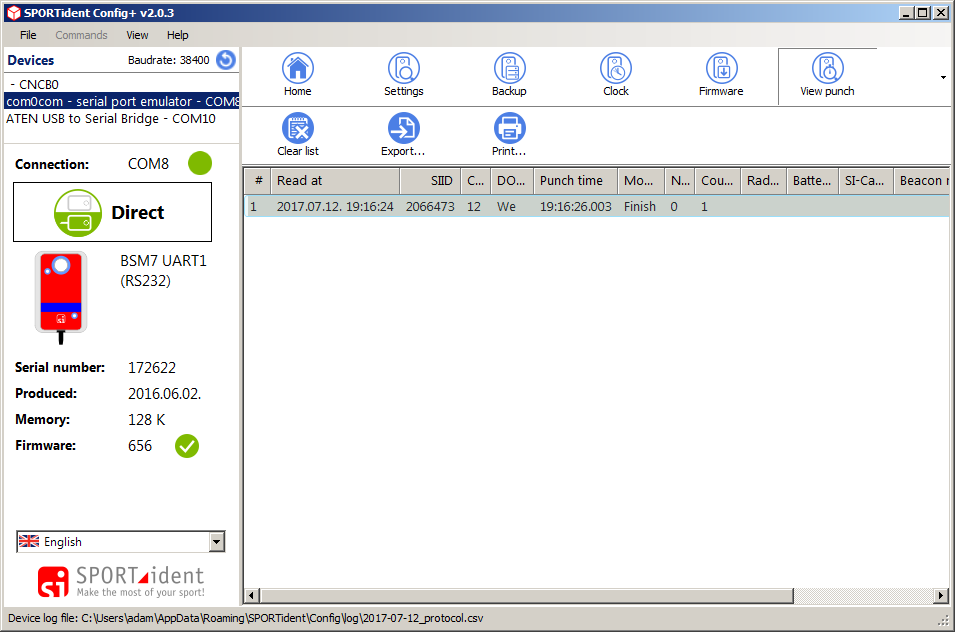 SPORTident Config+ v2.0.3
File Commands View Help
Devices Baudrate: 38400
- CNCB0
com0com - serial port emulator - COM8
ATEN USB to Serial Bridge - COM10
Connection: COM8
Direct
BSM7 UART1
(RS232)
Serial number: 172622
Produced: 2016.06.02.
Memory: 128 K
Firmware: 656
English
SPORTident
Make the most of your sport!
Home Settings Backup Clock Firmware View punch
Clear list Export... Print...
# Read at SIID C... DO... Punch time Mo... N... Cou... Rad... Batte... SI-Ca... Beacon
1 2017.07.12. 19:16:24 2066473 12 We 19:16:26.003 Finish 0 1
Device log file: C:\Users\adam\AppData\Roaming\SPORTident\Config\log\2017-07-12_protocol.csv